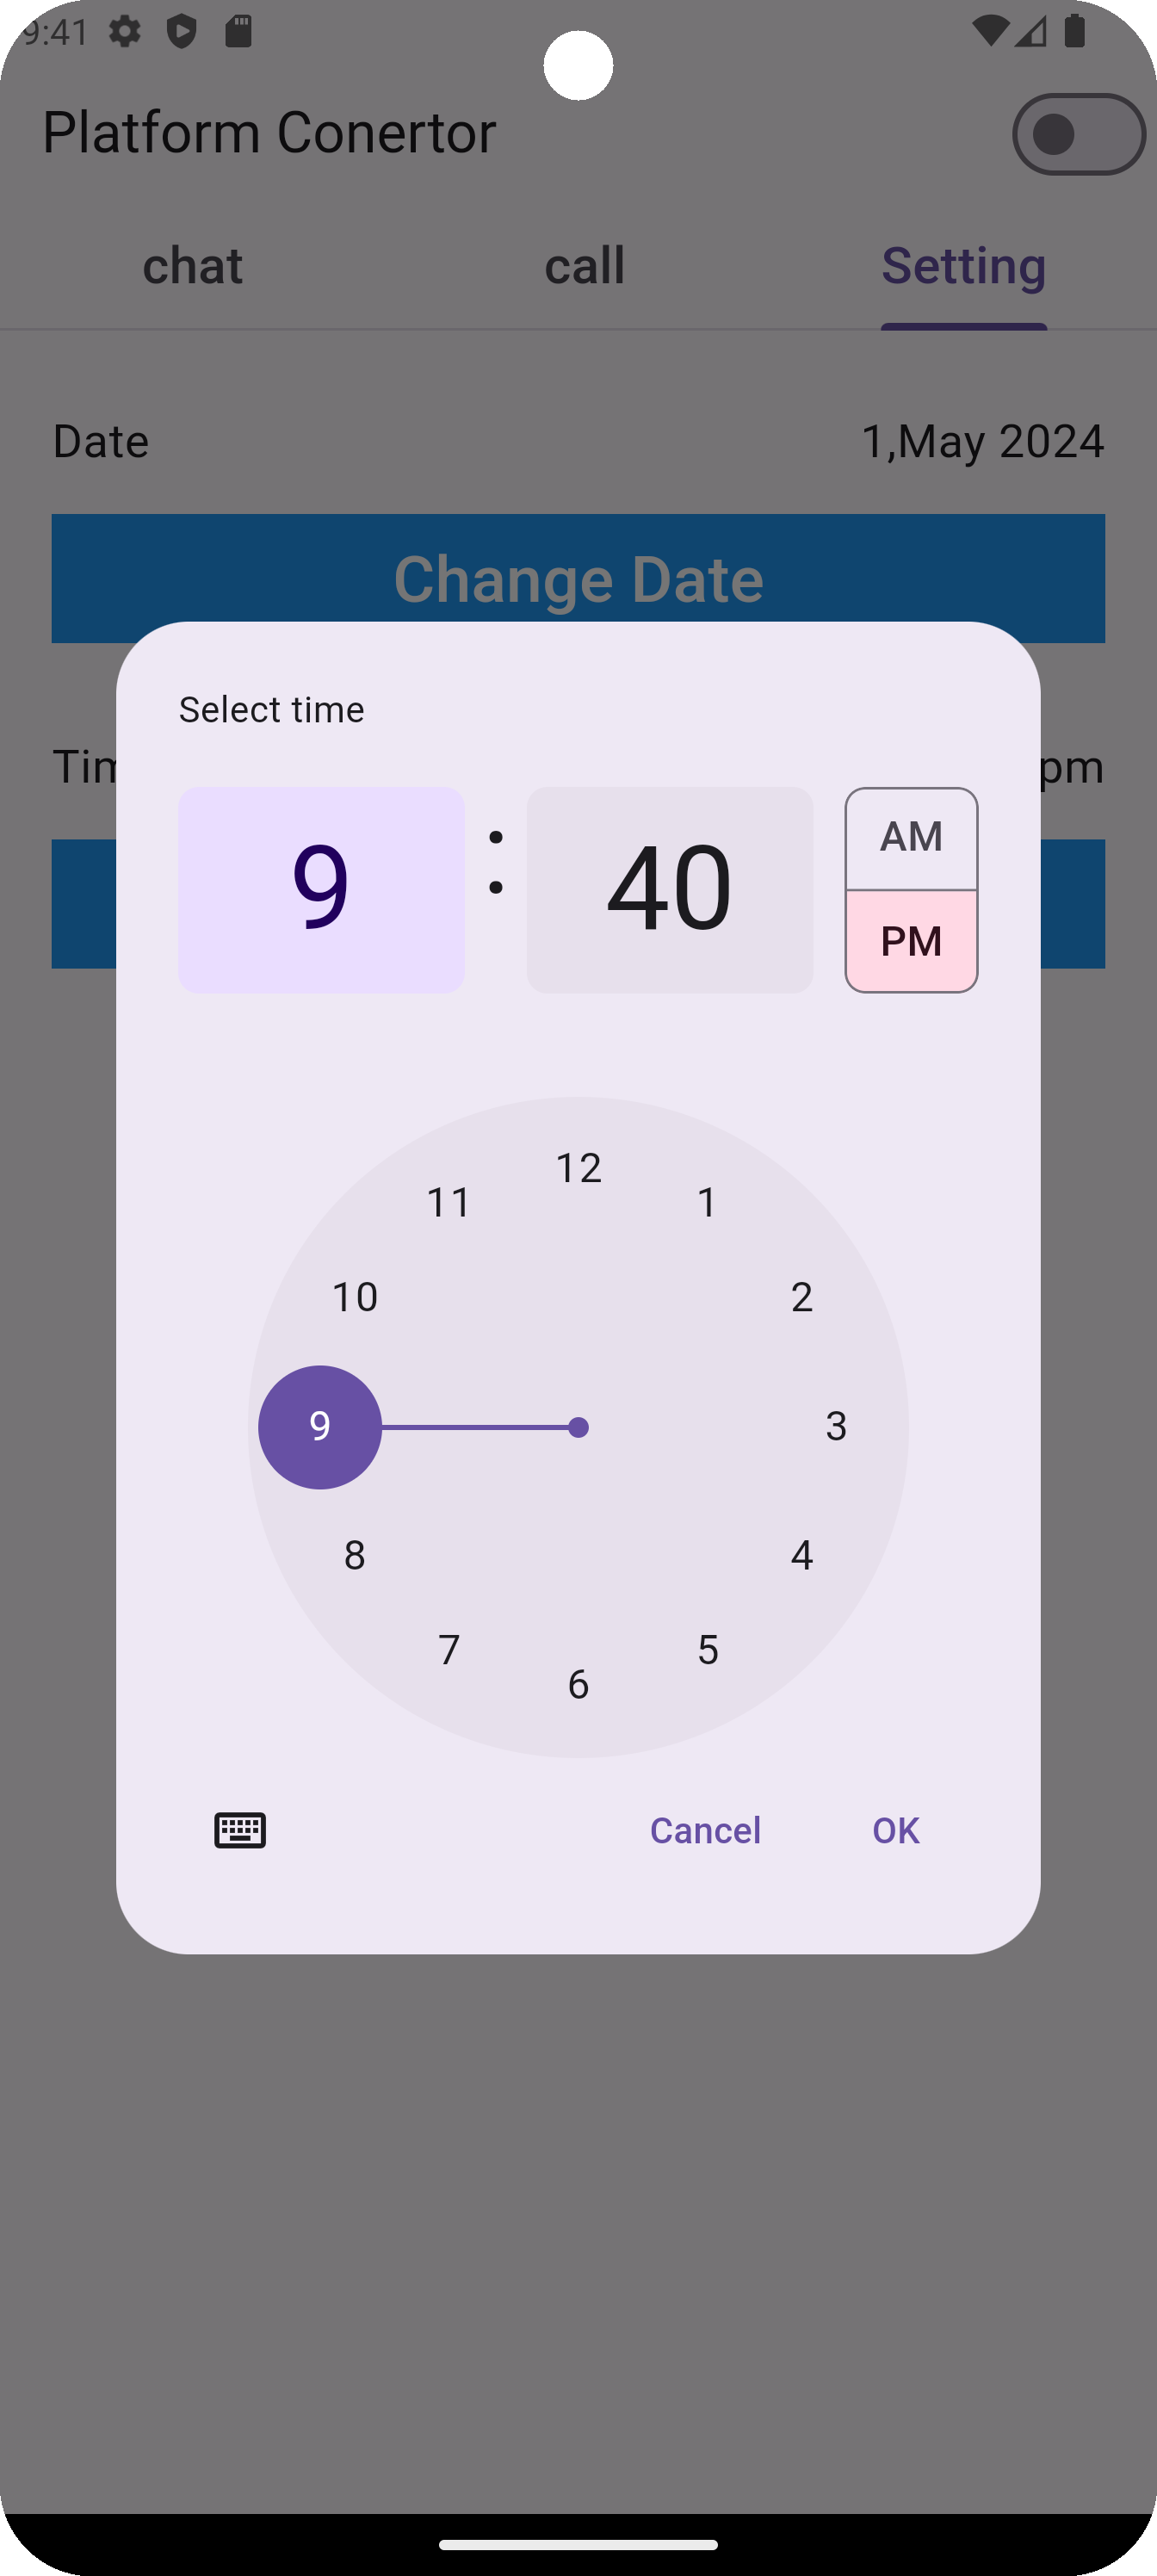 9:41
Platform Conertor
chat call Setting
Date 1,May 2024
Change Date
Select time
pm
9 : 40 AM
PM
12
11 1
10 2
9 3
8 4
7 5
6
Cancel OK